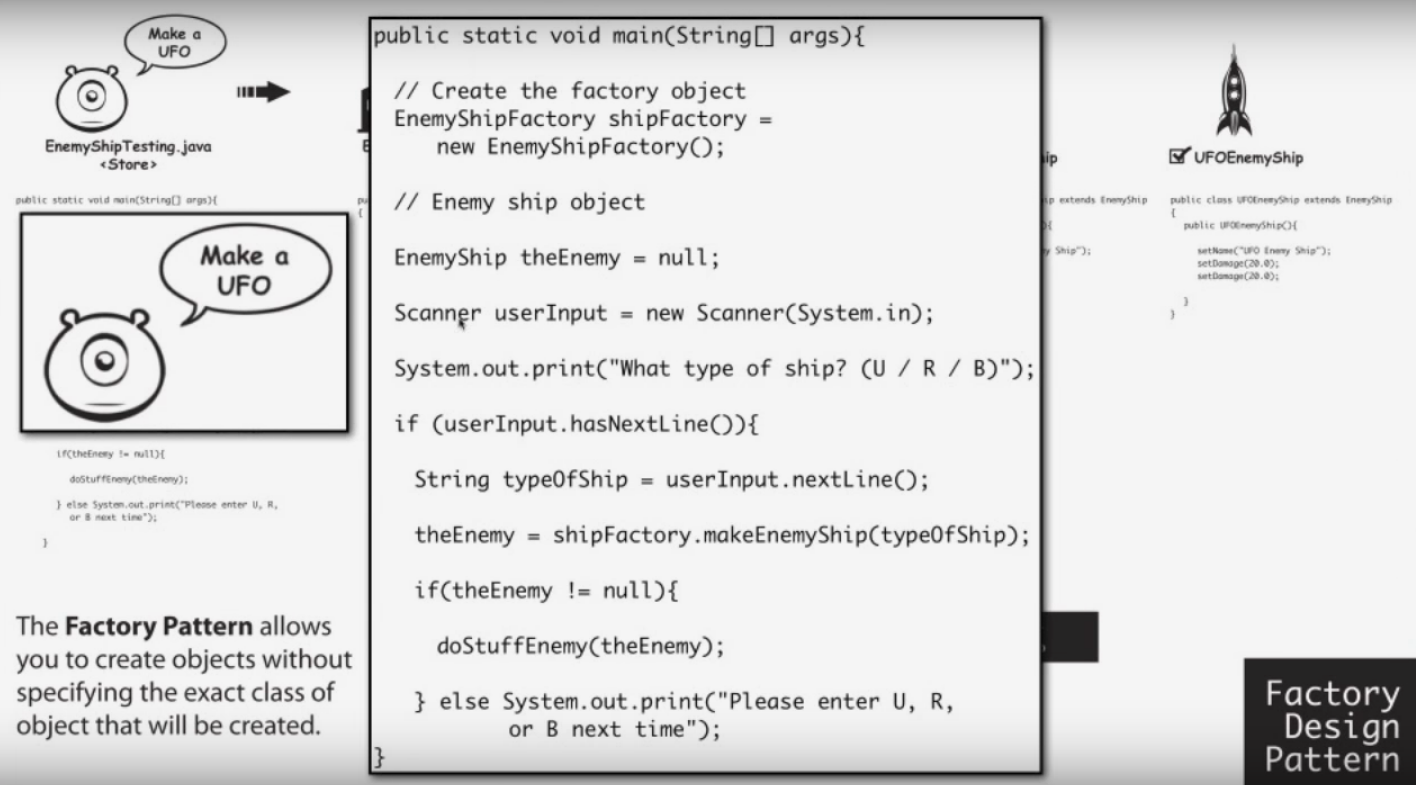 Make a
UFO
EnemyShipTesting.java
<Store>
public static void main(String[] args){
Make a
UFO
if(theEnemy != null){
doStuffEnemy(theEnemy);
} else System.out.print("Please enter U, R,
or B next time");
}
The Factory Pattern allows
you to create objects without
specifying the exact class of
object that will be created.
public static void main(String[] args){
// Create the factory object
EnemyShipFactory shipFactory =
new EnemyShipFactory();
// Enemy ship object
EnemyShip theEnemy = null;
Scanner userInput = new Scanner(System.in);
System.out.print("What type of ship? (U / R / B)");
if (userInput.hasNextLine()){
String typeOfShip = userInput.nextLine();
theEnemy = shipFactory.makeEnemyShip(typeOfShip);
if(theEnemy != null){
doStuffEnemy(theEnemy);
} else System.out.print("Please enter U, R,
or B next time");
}
extends EnemyShip
Ship");
UFOEnemyShip
public class UFOEnemyShip extends EnemyShip
{
public UFOEnemyShip(){
setName("UFO Enemy Ship");
setDamage(20.0);
setDamage(20.0);
}
}
Factory
Design
Pattern